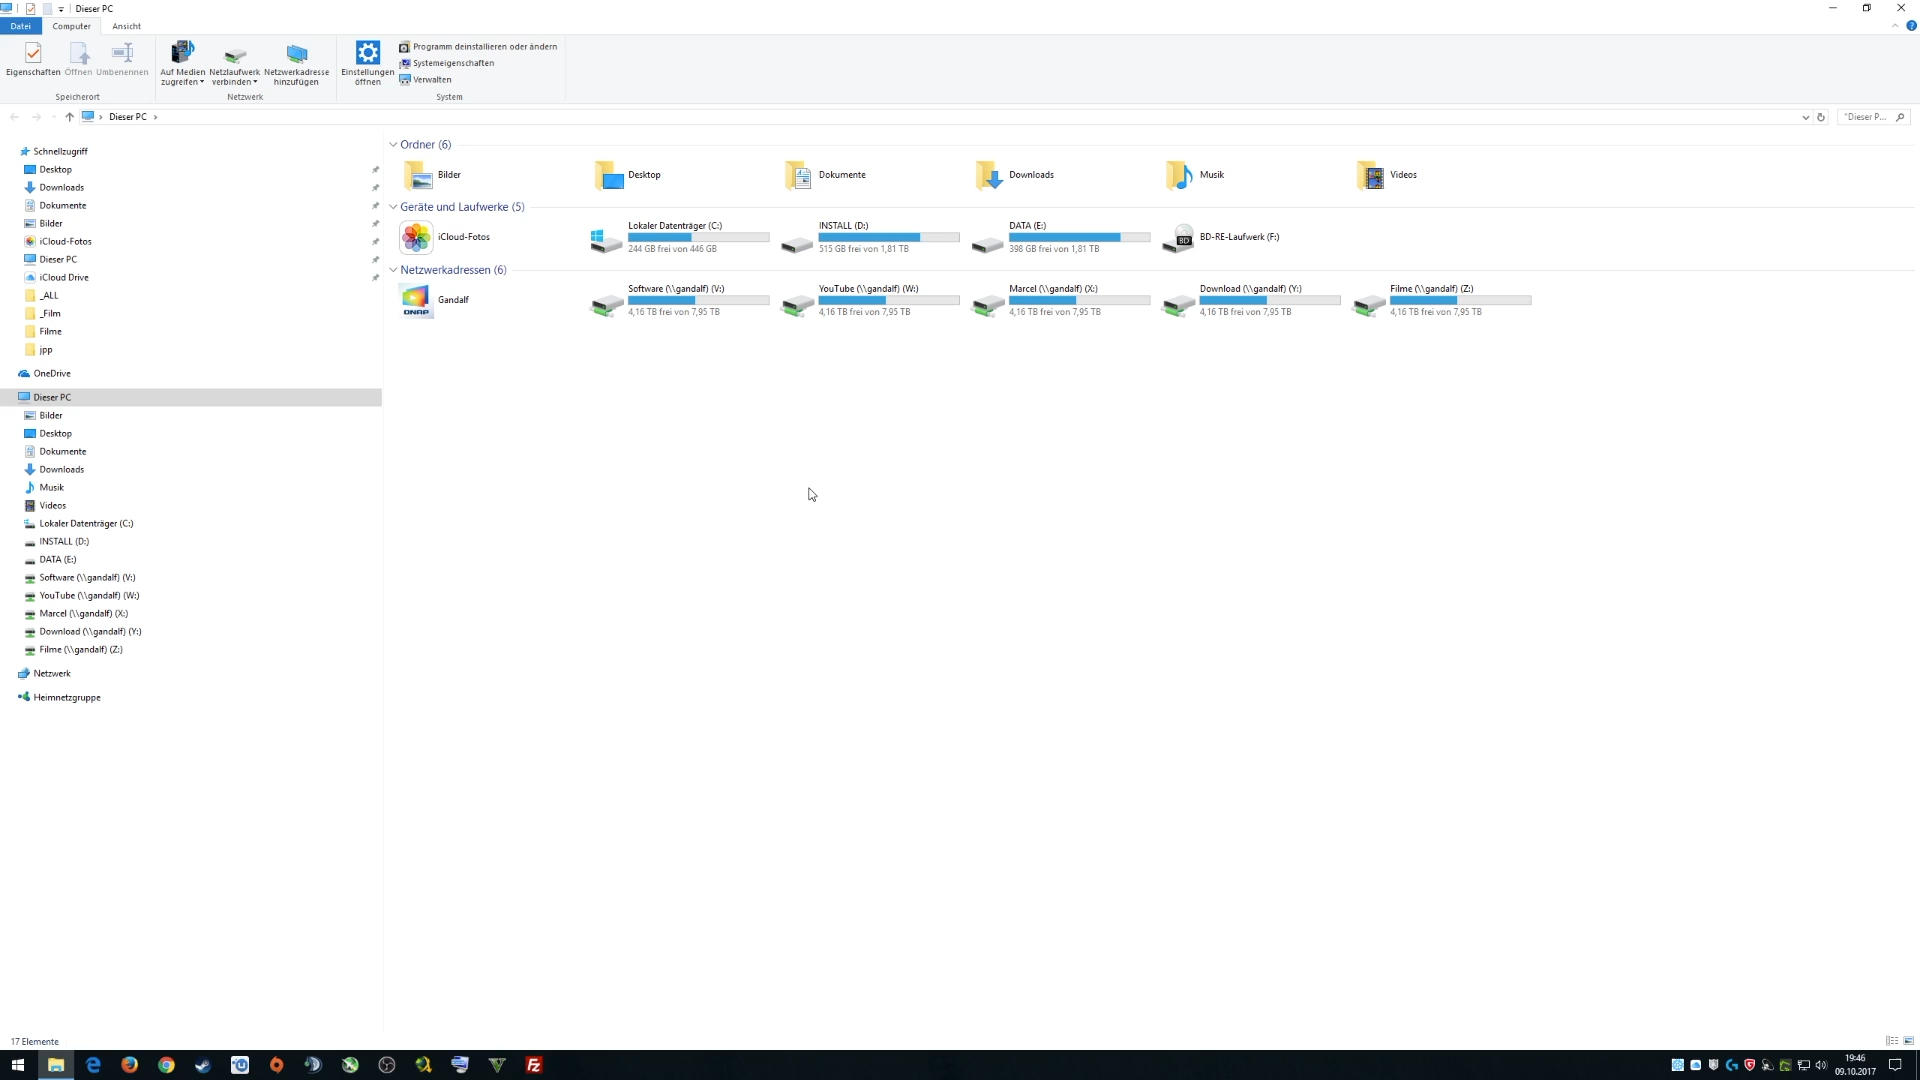 Dieser PC
Datei
Computer
Ansicht
Eigenschaften
Öffnen
Umbenennen
Auf Medien zugreifen
Netzlaufwerk verbinden
Netzwerkadresse hinzufügen
Einstellungen öffnen
Programm deinstallieren oder ändern
Systemeigenschaften
Verwalten
Speicherort
Netzwerk
System
Dieser PC
"Dieser P...
Schnellzugriff
Desktop
Downloads
Dokumente
Bilder
iCloud-Fotos
Dieser PC
iCloud Drive
_ALL
_Film
Filme
jpp
OneDrive
Dieser PC
Bilder
Desktop
Dokumente
Downloads
Musik
Videos
Lokaler Datenträger (C:)
INSTALL (D:)
DATA (E:)
Software (\\gandalf) (V:)
YouTube (\\gandalf) (W:)
Marcel (\\gandalf) (X:)
Download (\\gandalf) (Y:)
Filme (\\gandalf) (Z:)
Netzwerk
Heimnetzgruppe
Ordner (6)
Bilder
Desktop
Dokumente
Downloads
Musik
Videos
Geräte und Laufwerke (5)
iCloud-Fotos
Lokaler Datenträger (C:)
244 GB frei von 446 GB
INSTALL (D:)
515 GB frei von 1,81 TB
DATA (E:)
398 GB frei von 1,81 TB
BD
BD-RE-Laufwerk (F:)
Netzwerkadressen (6)
QNAP
Gandalf
Software (\\gandalf) (V:)
4,16 TB frei von 7,95 TB
YouTube (\\gandalf) (W:)
4,16 TB frei von 7,95 TB
Marcel (\\gandalf) (X:)
4,16 TB frei von 7,95 TB
Download (\\gandalf) (Y:)
4,16 TB frei von 7,95 TB
Filme (\\gandalf) (Z:)
4,16 TB frei von 7,95 TB
17 Elemente
19:46
09.10.2017